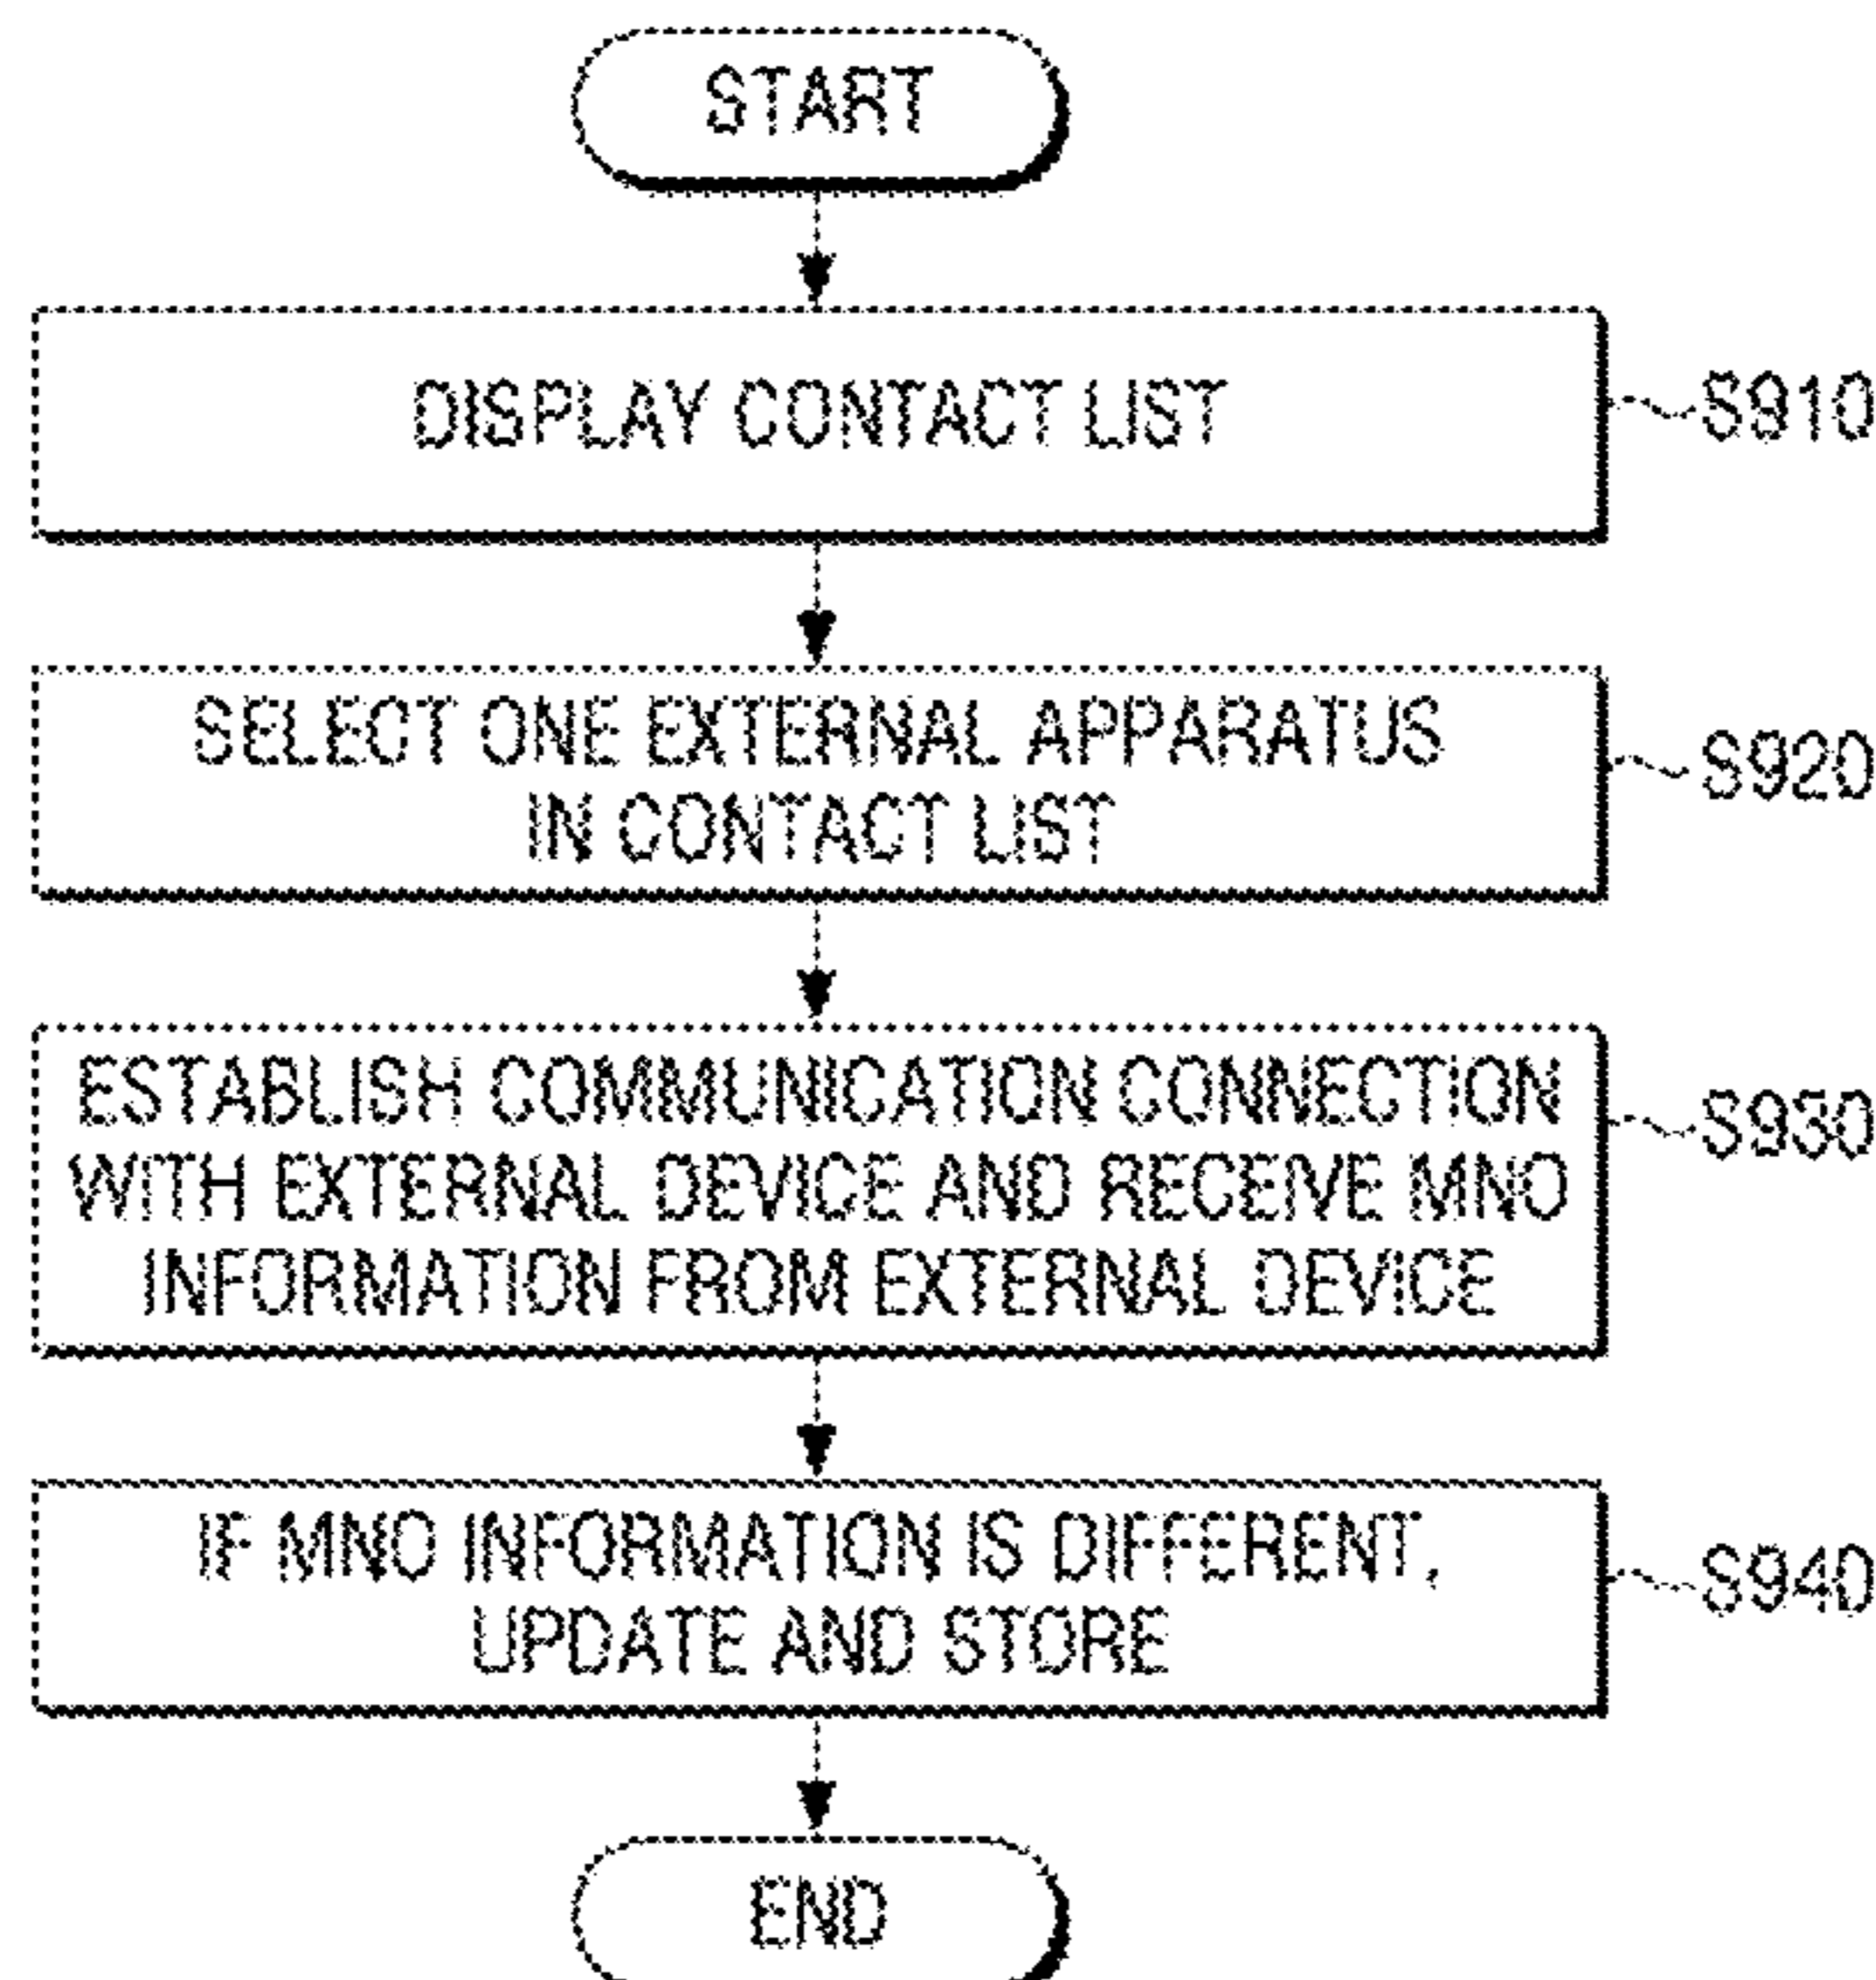 START
DISPLAY CONTACT LIST
S910
SELECT ONE EXTERNAL APPARATUS
IN CONTACT LIST
S920
ESTABLISH COMMUNICATION CONNECTION
WITH EXTERNAL DEVICE AND RECEIVE MNO
INFORMATION FROM EXTERNAL DEVICE
S930
IF MNO INFORMATION IS DIFFERENT,
UPDATE AND STORE
S940
END